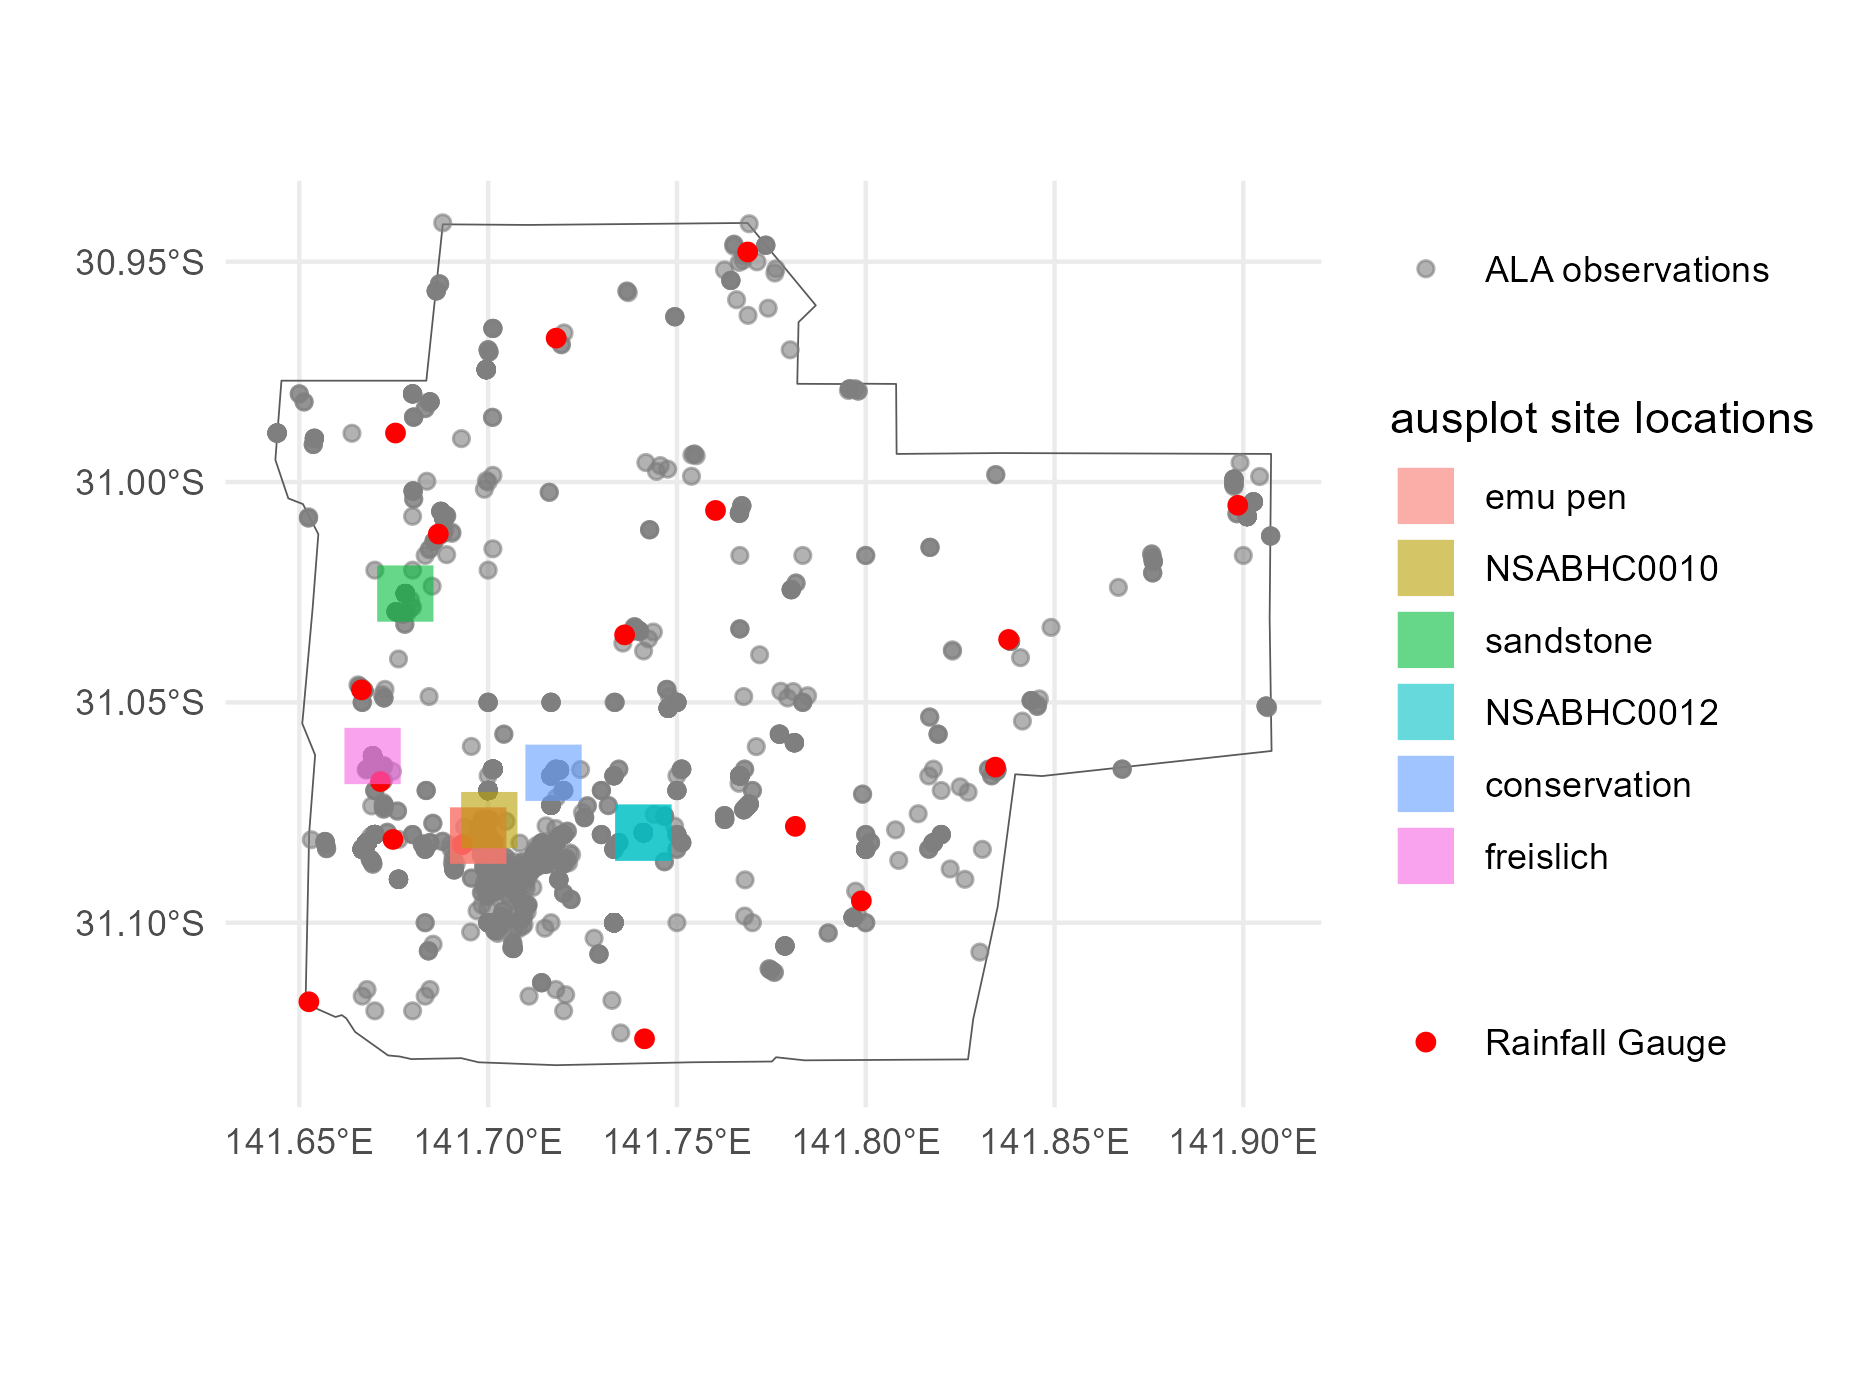 30.95°S
31.00°S
31.05°S
31.10°S
141.65°E
141.70°E
141.75°E
141.80°E
141.85°E
141.90°E
ALA observations
ausplot site locations
emu pen
NSABHC0010
sandstone
NSABHC0012
conservation
freislich
Rainfall Gauge